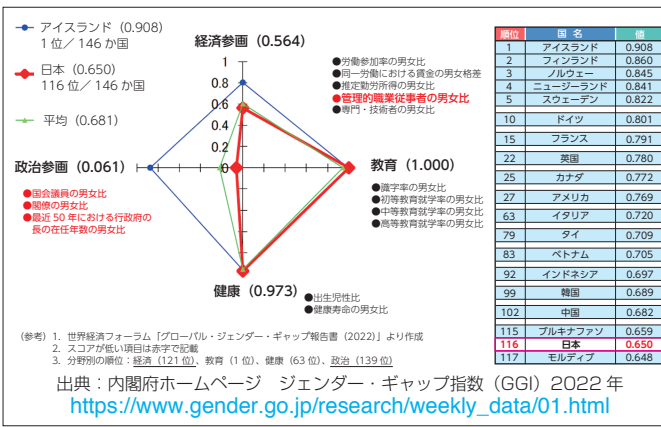 アイスランド（0.908）
1位／146か国
日本（0.650）
116位／146か国
平均（0.681）
経済参画（0.564）
1
0.8
0.6
0.4
0.2
0
●労働参加率の男女比
●同一労働における賃金の男女格差
●推定勤労所得の男女比
●管理的職業従事者の男女比
●専門・技術者の男女比
政治参画（0.061）
●国会議員の男女比
●閣僚の男女比
●最近50年における行政府の
長の在任年数の男女比
教育（1.000）
●識字率の男女比
●初等教育就学率の男女比
●中等教育就学率の男女比
●高等教育就学率の男女比
健康（0.973）
●出生児性比
●健康寿命の男女比
順位 国名 値
1 アイスランド 0.908
2 フィンランド 0.860
3 ノルウェー 0.845
4 ニュージーランド 0.841
5 スウェーデン 0.822
10 ドイツ 0.801
15 フランス 0.791
22 英国 0.780
25 カナダ 0.772
27 アメリカ 0.769
63 イタリア 0.720
79 タイ 0.709
83 ベトナム 0.705
92 インドネシア 0.697
99 韓国 0.689
102 中国 0.682
115 ブルキナファソ 0.659
116 日本 0.650
117 モルディブ 0.648
（参考）1. 世界経済フォーラム「グローバル・ジェンダー・ギャップ報告書（2022）」より作成
2. スコアが低い項目は赤字で記載
3. 分野別の順位：経済（121位）、教育（1位）、健康（63位）、政治（139位）
出典：内閣府ホームページ　ジェンダー・ギャップ指数（GGI）2022年
https://www.gender.go.jp/research/weekly_data/01.html